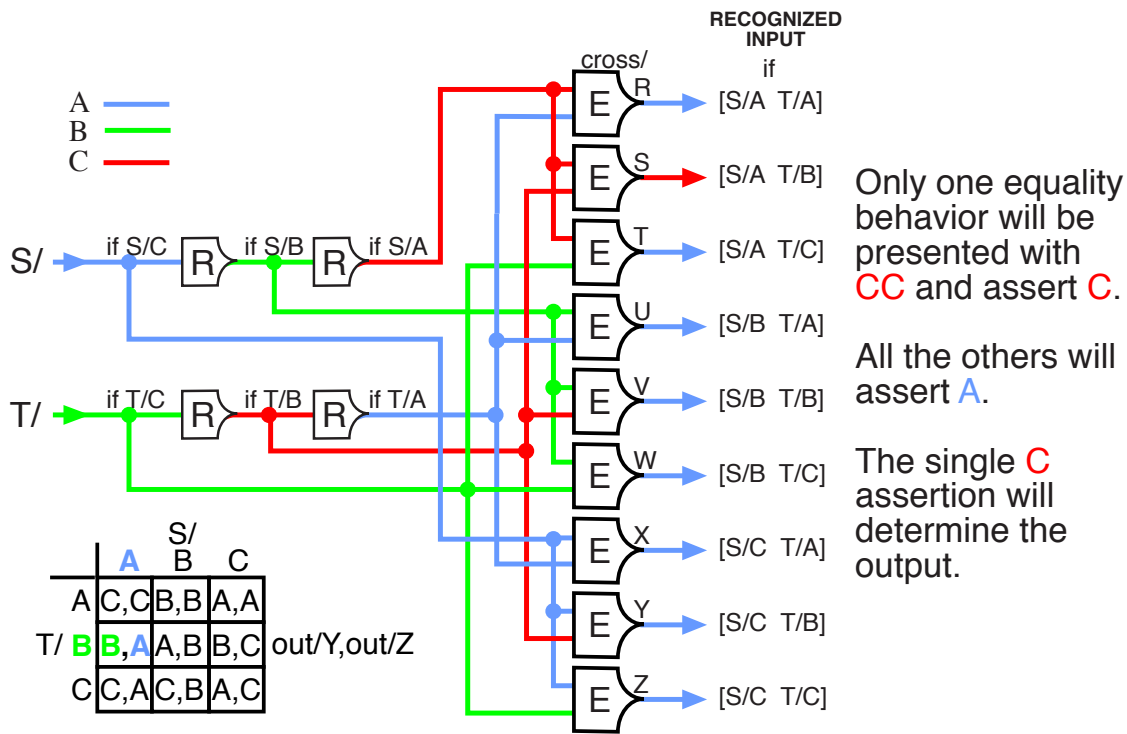 RECOGNIZED
INPUT
cross/
if
A
B
C
E R [S/A T/A]
E S [S/A T/B]
E T [S/A T/C]
E U [S/B T/A]
E V [S/B T/B]
E W [S/B T/C]
E X [S/C T/A]
E Y [S/C T/B]
E Z [S/C T/C]
S/ if S/C R if S/B R if S/A
T/ if T/C R if T/B R if T/A
Only one equality
behavior will be
presented with
CC and assert C.
All the others will
assert A.
The single C
assertion will
determine the
output.
S/
A B C
A C,C B,B A,A
T/ B B,A A,B B,C out/Y,out/Z
C C,A C,B A,C